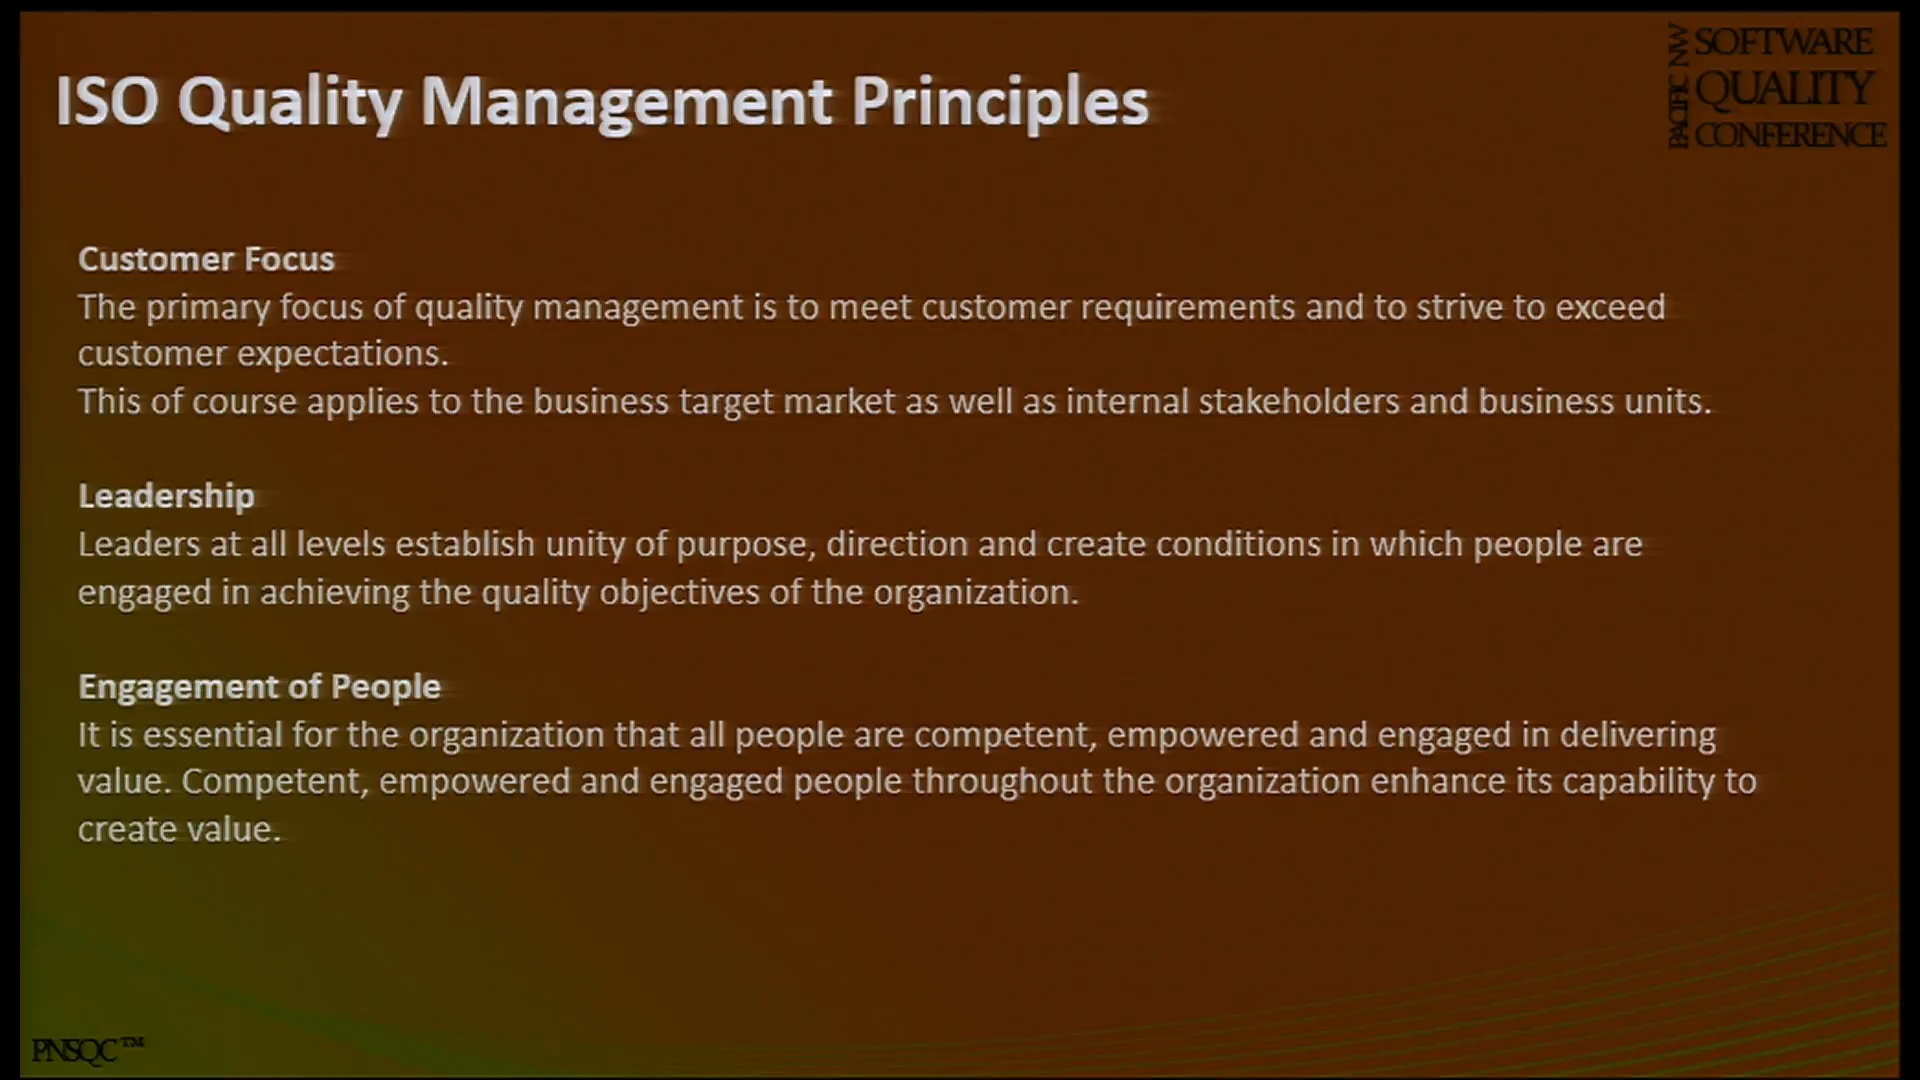 ISO Quality Management Principles
PACIFIC NW
SOFTWARE
QUALITY
CONFERENCE
Customer Focus
The primary focus of quality management is to meet customer requirements and to strive to exceed
customer expectations.
This of course applies to the business target market as well as internal stakeholders and business units.
Leadership
Leaders at all levels establish unity of purpose, direction and create conditions in which people are
engaged in achieving the quality objectives of the organization.
Engagement of People
It is essential for the organization that all people are competent, empowered and engaged in delivering
value. Competent, empowered and engaged people throughout the organization enhance its capability to
create value.
PNSQC™